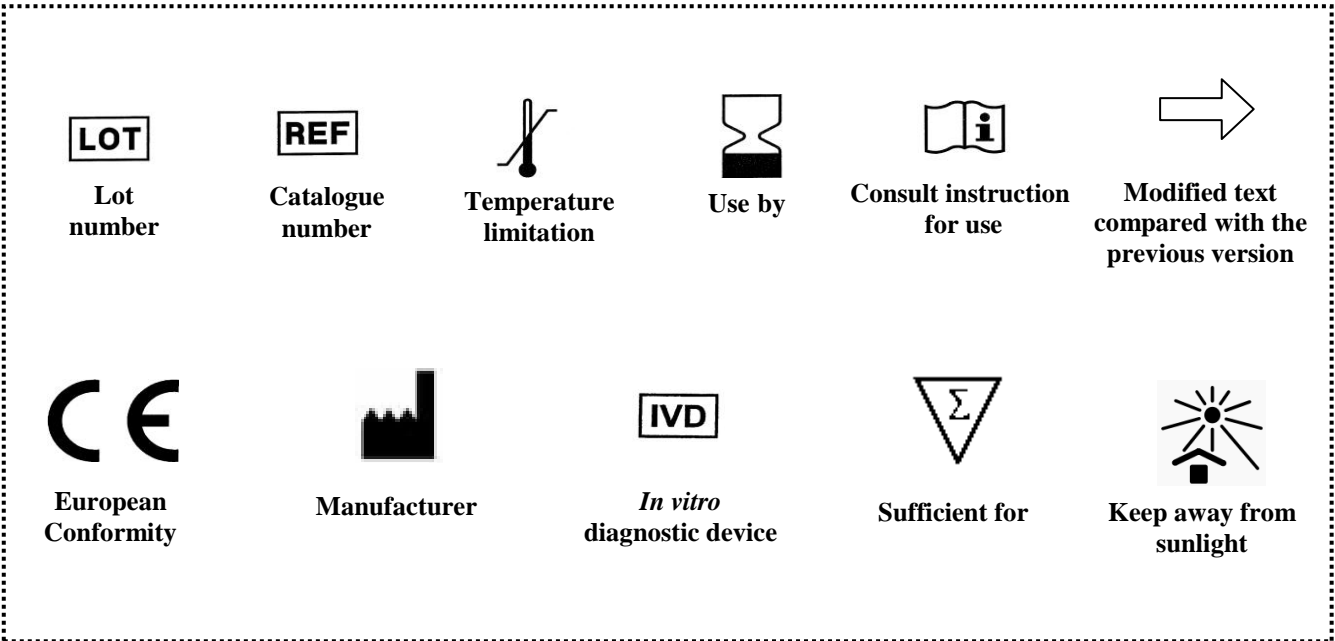 LOT
REF
i
Lot
number
Catalogue
number
Temperature
limitation
Use by
Consult instruction
for use
Modified text
compared with the
previous version
CE
IVD
Σ
European
Conformity
Manufacturer
In vitro
diagnostic device
Sufficient for
Keep away from
sunlight